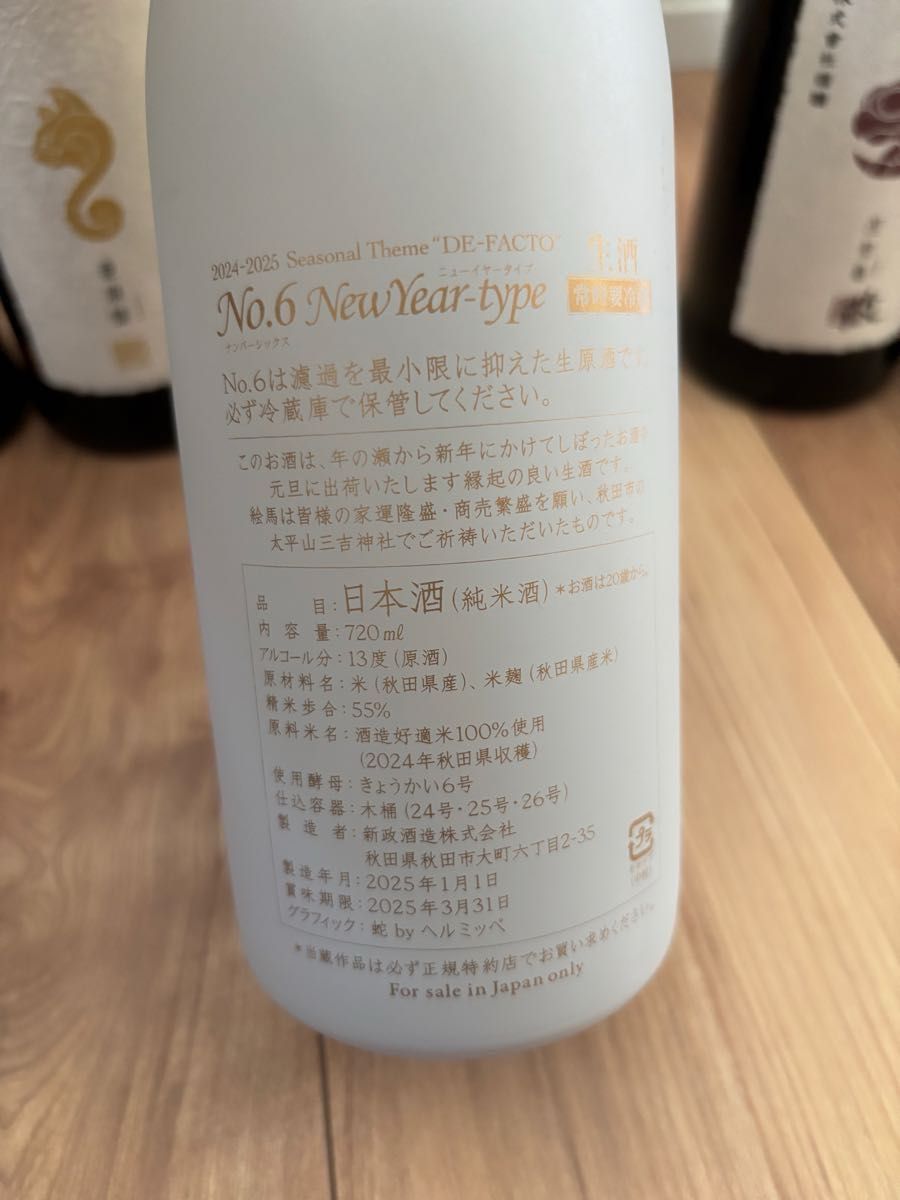 2024-2025 Seasonal Theme "DE-FACTO"
生酒
ニューイヤータイプ
No.6 NewYear-type
ナンバーシックス
No.6は濾過を最小限に抑えた生原酒です。
必ず冷蔵庫で保管してください。
このお酒は、年の瀬から新年にかけてしぼったお酒を
元旦に出荷いたします縁起の良い生酒です。
絵馬は皆様の家運隆盛・商売繁盛を願い、秋田市の
太平山三吉神社でご祈祷いただいたものです。
品目:日本酒(純米酒)*お酒は20歳から。
内容量:720ml
アルコール分:13度(原酒)
原材料名:米(秋田県産)、米麹(秋田県産米)
精米歩合:55%
原料米名:酒造好適米100%使用
(2024年秋田県収穫)
使用酵母:きょうかい6号
仕込容器:木桶(24号・25号・26号)
製造者:新政酒造株式会社
秋田県秋田市大町六丁目2-35
製造年月:2025年1月1日
賞味期限:2025年3月31日
グラフィック:蛇 by ヘルミッペ
プラ
*当蔵作品は必ず正規特約店でお買い求めください。
For sale in Japan only